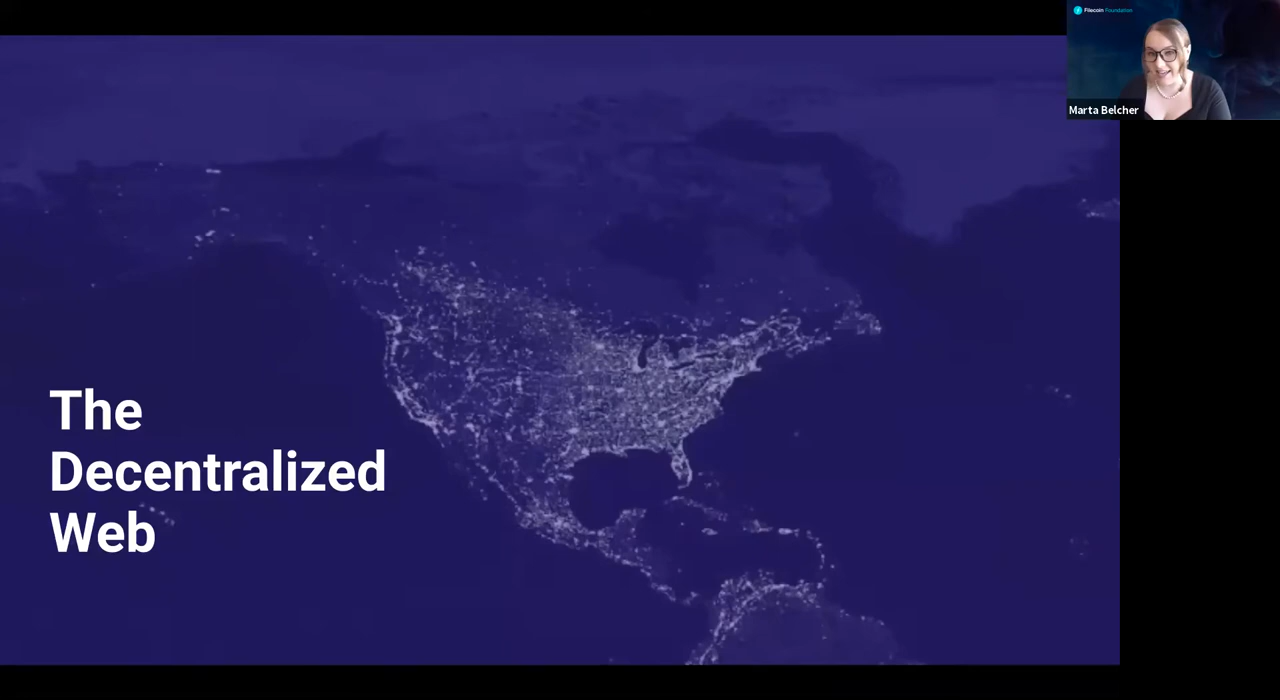 Filecoin Foundation
Marta Belcher
The
Decentralized
Web